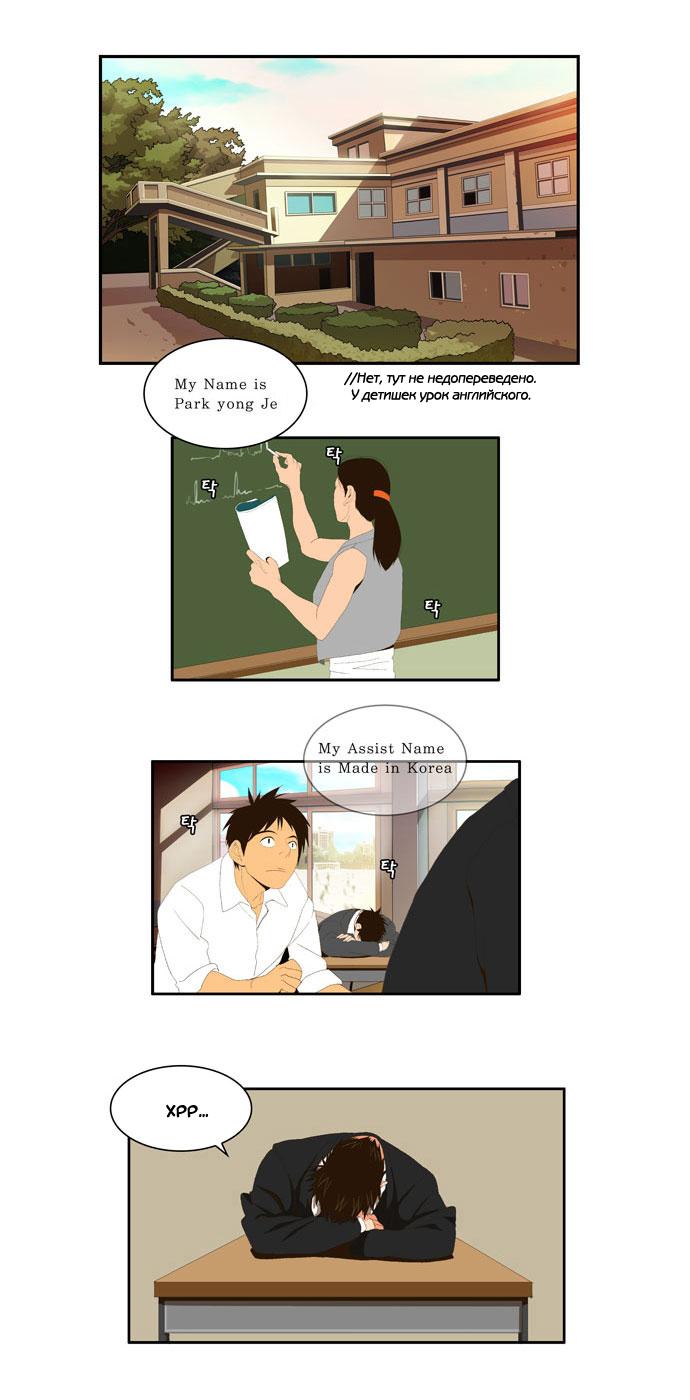 My Name is
Park yong Je
//Нет, тут не недопереведено.
У детишек урок английского.
탁
탁
탁
My Assist Name
is Made in Korea
탁
탁
ХРР...